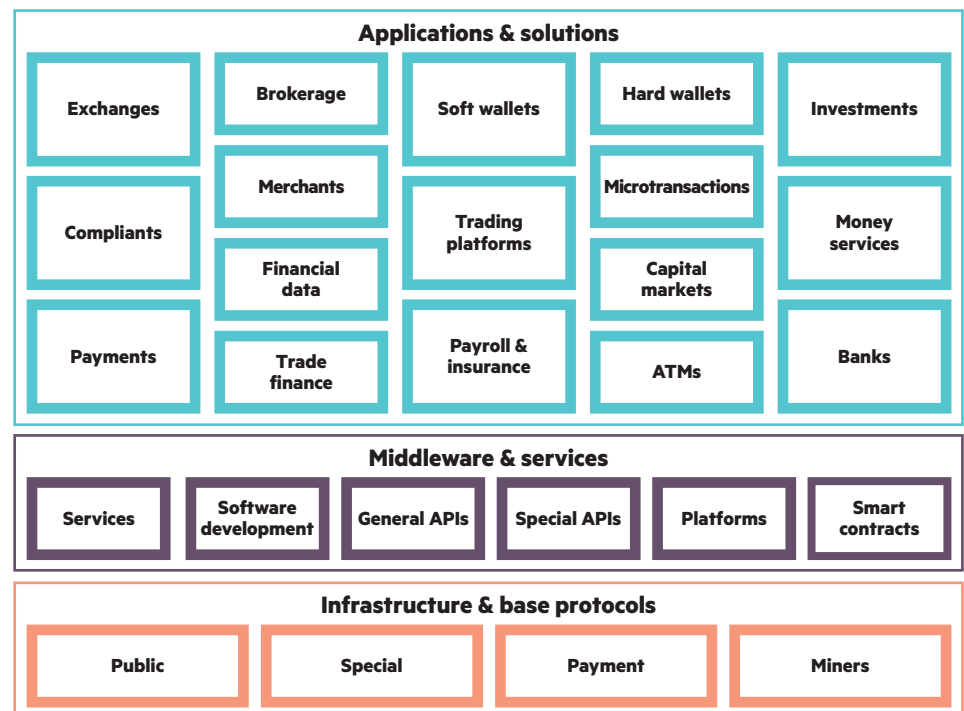 Applications & solutions
Exchanges
Compliants
Payments
Brokerage
Merchants
Financial
data
Trade
finance
Soft wallets
Trading
platforms
Payroll &
insurance
Hard wallets
Microtransactions
Capital
markets
ATMs
Investments
Money
services
Banks
Middleware & services
Services
Software
development
General APIs
Special APIs
Platforms
Smart
contracts
Infrastructure & base protocols
Public
Special
Payment
Miners